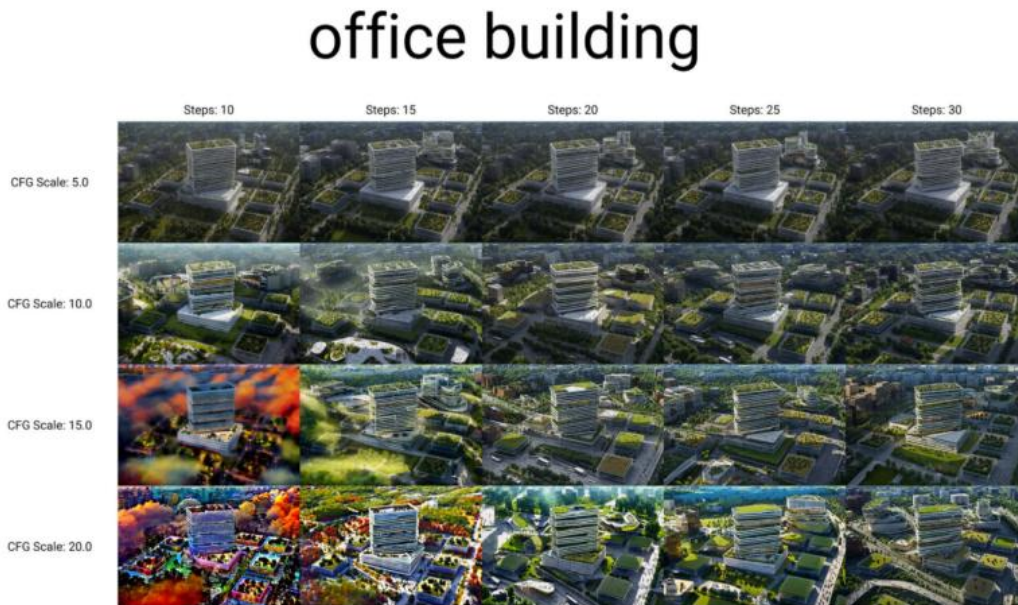 office building
Steps: 10 Steps: 15 Steps: 20 Steps: 25 Steps: 30
CFG Scale: 5.0
CFG Scale: 10.0
CFG Scale: 15.0
CFG Scale: 20.0